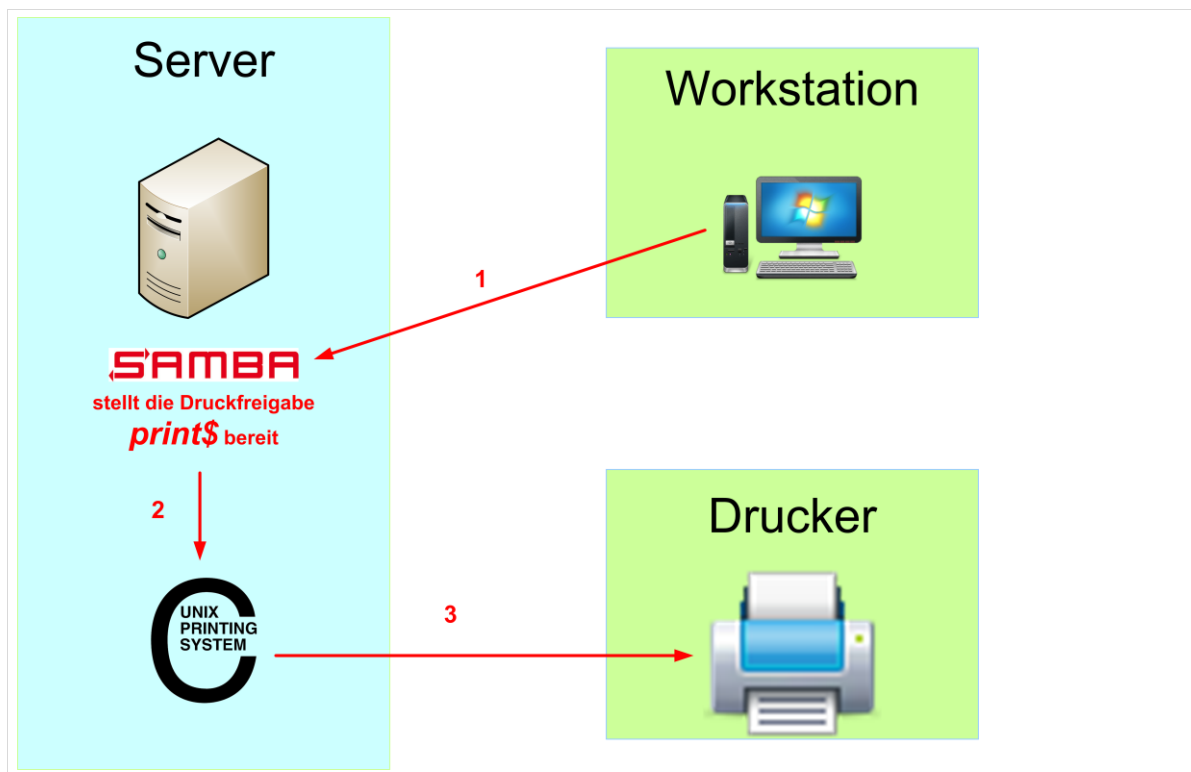 Server
Workstation
1
SAMBA
stellt die Druckfreigabe
print$ bereit
2
Drucker
UNIX
PRINTING
SYSTEM
C
3